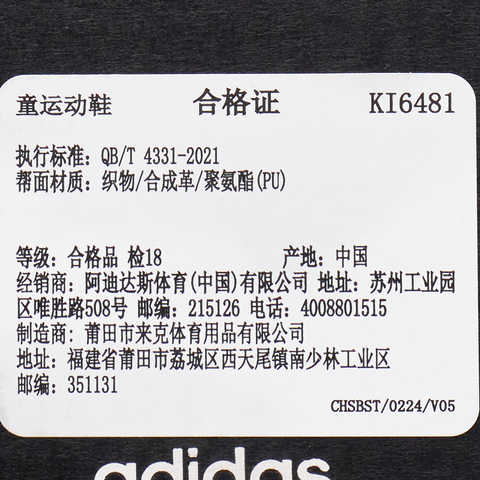 童运动鞋 合格证 KI6481
执行标准: QB/T 4331-2021
帮面材质: 织物/合成革/聚氨酯(PU)
等级: 合格品 检18 产地: 中国
经销商: 阿迪达斯体育(中国)有限公司 地址: 苏州工业园
区唯胜路508号 邮编: 215126 电话: 4008801515
制造商: 莆田市来克体育用品有限公司
地址: 福建省莆田市荔城区西天尾镇南少林工业区
邮编: 351131
CHSBST/0224/V05
adidas